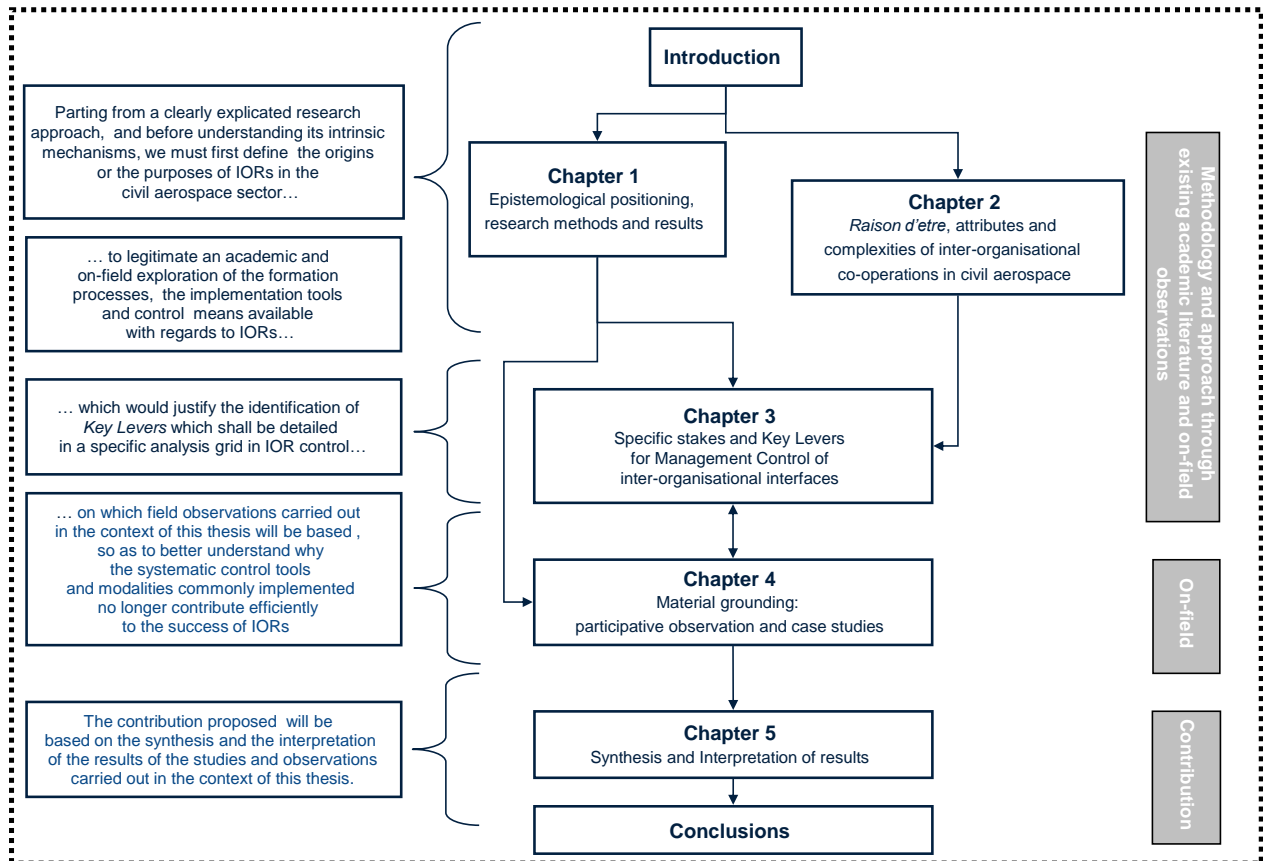 Introduction
Parting from a clearly explicated research
approach, and before understanding its intrinsic
mechanisms, we must first define the origins
or the purposes of IORs in the
civil aerospace sector…
… to legitimate an academic and
on-field exploration of the formation
processes, the implementation tools
and control means available
with regards to IORs…
… which would justify the identification of
Key Levers which shall be detailed
in a specific analysis grid in IOR control…
… on which field observations carried out
in the context of this thesis will be based ,
so as to better understand why
the systematic control tools
and modalities commonly implemented
no longer contribute efficiently
to the success of IORs
The contribution proposed will be
based on the synthesis and the interpretation
of the results of the studies and observations
carried out in the context of this thesis.
Chapter 1
Epistemological positioning,
research methods and results
Chapter 2
Raison d'etre, attributes and
complexities of inter-organisational
co-operations in civil aerospace
Chapter 3
Specific stakes and Key Levers
for Management Control of
inter-organisational interfaces
Chapter 4
Material grounding:
participative observation and case studies
Chapter 5
Synthesis and Interpretation of results
Conclusions
Methodology and approach through
existing academic literature and on-field
observations
On-field
Contribution